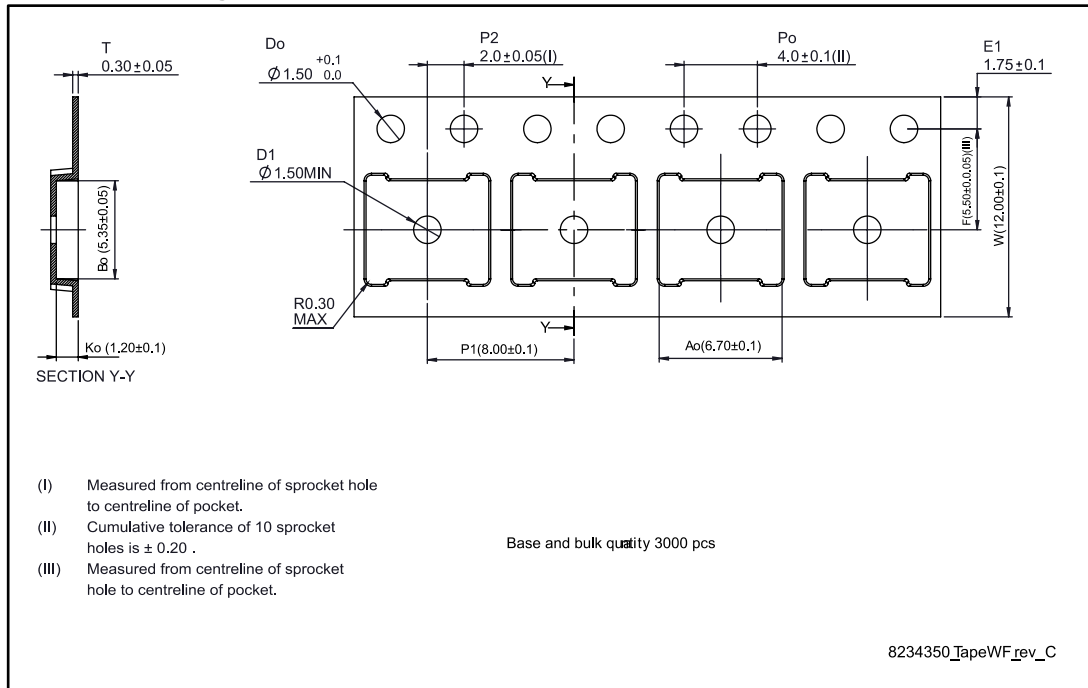 T
0.30±0.05
Do
Ø1.50 +0.1 0.0
P2
2.0±0.05(I)
Po
4.0±0.1(II)
E1
1.75±0.1
Y
D1
Ø1.50MIN
Bo (5.35±0.05)
F(5.50±0.0.05)(III)
W(12.00±0.1)
R0.30
MAX
Y
Ko (1.20±0.1)
P1(8.00±0.1)
Ao(6.70±0.1)
SECTION Y-Y
(I) Measured from centreline of sprocket hole
to centreline of pocket.
(II) Cumulative tolerance of 10 sprocket
holes is ± 0.20 .
(III) Measured from centreline of sprocket
hole to centreline of pocket.
Base and bulk quatity 3000 pcs
8234350_TapeWF_rev_C